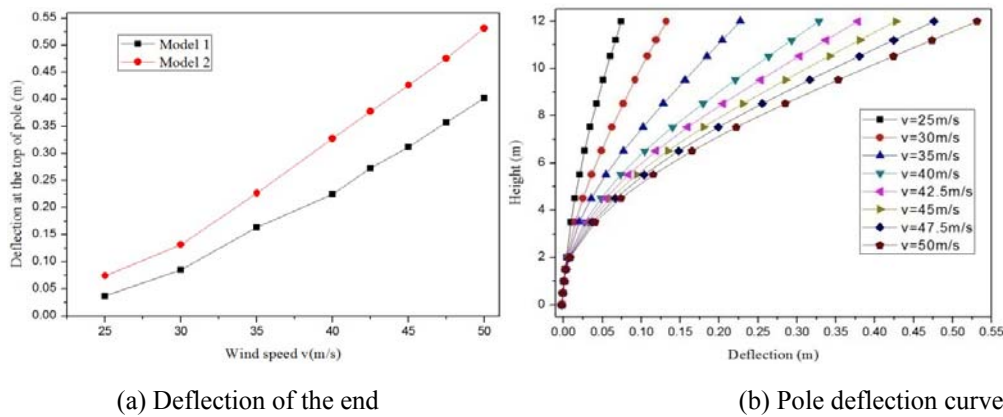 0.55
0.50
0.45
0.40
0.35
0.30
0.25
0.20
0.15
0.10
0.05
0.00
Deflection at the top of pole (m)
Model 1
Model 2
25
30
35
40
45
50
Wind speed v(m/s)
(a) Deflection of the end
12
10
8
6
4
2
0
Height (m)
v=25m/s
v=30m/s
v=35m/s
v=40m/s
v=42.5m/s
v=45m/s
v=47.5m/s
v=50m/s
0.00
0.05
0.10
0.15
0.20
0.25
0.30
0.35
0.40
0.45
0.50
0.55
Deflection (m)
(b) Pole deflection curve